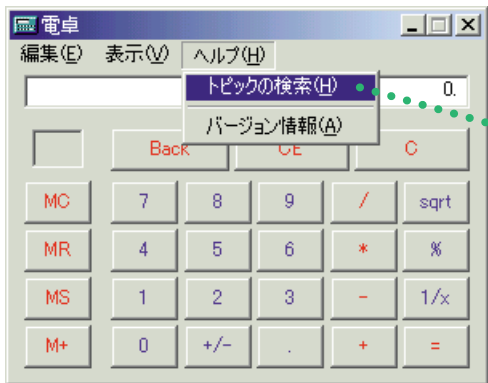 電卓
編集(E) 表示(V) ヘルプ(H)
トピックの検索(H)
0.
バージョン情報(A)
Back CE C
MC 7 8 9 / sqrt
MR 4 5 6 * %
MS 1 2 3 - 1/x
M+ 0 +/- . + =